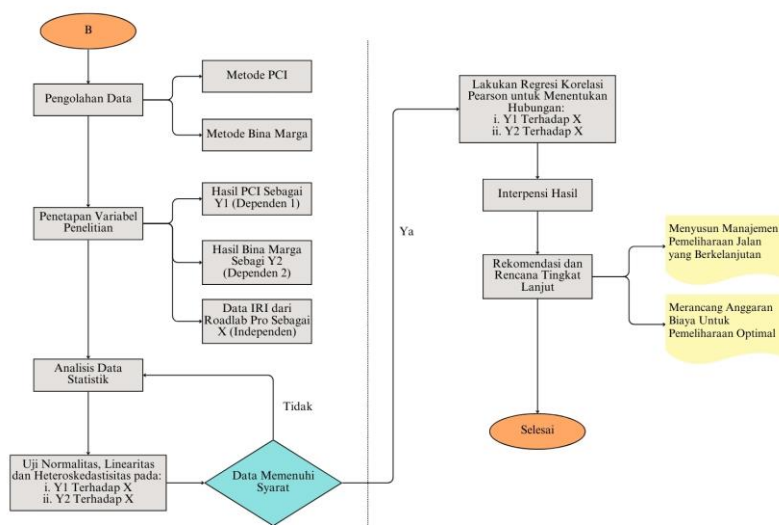 B
Pengolahan Data
Metode PCI
Metode Bina Marga
Penetapan Variabel
Penelitian
Hasil PCI Sebagai
Y1 (Dependen 1)
Hasil Bina Marga
Sebagi Y2
(Dependen 2)
Data IRI dari
Roadlab Pro Sebagai
X (Independen)
Analisis Data
Statistik
Tidak
Uji Normalitas, Linearitas
dan Heteroskedastisitas pada:
i. Y1 Terhadap X
ii. Y2 Terhadap X
Data Memenuhi
Syarat
Ya
Lakukan Regresi Korelasi
Pearson untuk Menentukan
Hubungan:
i. Y1 Terhadap X
ii. Y2 Terhadap X
Interpensi Hasil
Rekomendasi dan
Rencana Tingkat
Lanjut
Menyusun Manajemen
Pemeliharaan Jalan
yang Berkelanjutan
Merancang Anggaran
Biaya Untuk
Pemeliharaan Optimal
Selesai